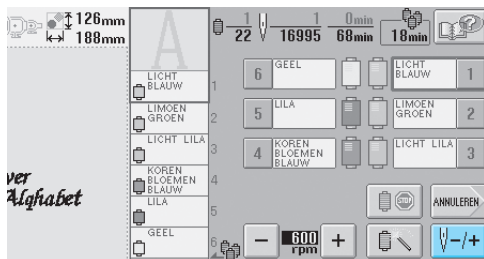 126mm
188mm
ver
Alqhabet
A
LICHT
BLAUW
1
LIMOEN
GROEN
2
LICHT LILA
3
KOREN
BLOEMEN
BLAUW
4
LILA
5
GEEL
6
1
22
1
16995
0min
68min
18min
6
GEEL
LICHT
BLAUW
1
5
LILA
LIMOEN
GROEN
2
4
KOREN
BLOEMEN
BLAUW
LICHT LILA
3
STOP
ANNULEREN
−
600
rpm
+
−/+